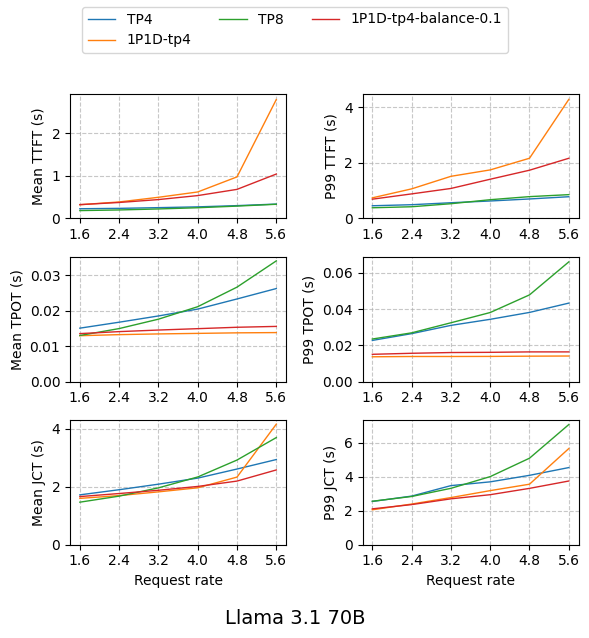 TP4 TP8 1P1D-tp4-balance-0.1
1P1D-tp4
Mean TTFT (s)
2
1
0
1.6 2.4 3.2 4.0 4.8 5.6
P99 TTFT (s)
4
2
0
1.6 2.4 3.2 4.0 4.8 5.6
Mean TPOT (s)
0.03
0.02
0.01
0.00
1.6 2.4 3.2 4.0 4.8 5.6
P99 TPOT (s)
0.06
0.04
0.02
0.00
1.6 2.4 3.2 4.0 4.8 5.6
Mean JCT (s)
4
2
0
1.6 2.4 3.2 4.0 4.8 5.6
Request rate
P99 JCT (s)
6
4
2
0
1.6 2.4 3.2 4.0 4.8 5.6
Request rate
Llama 3.1 70B